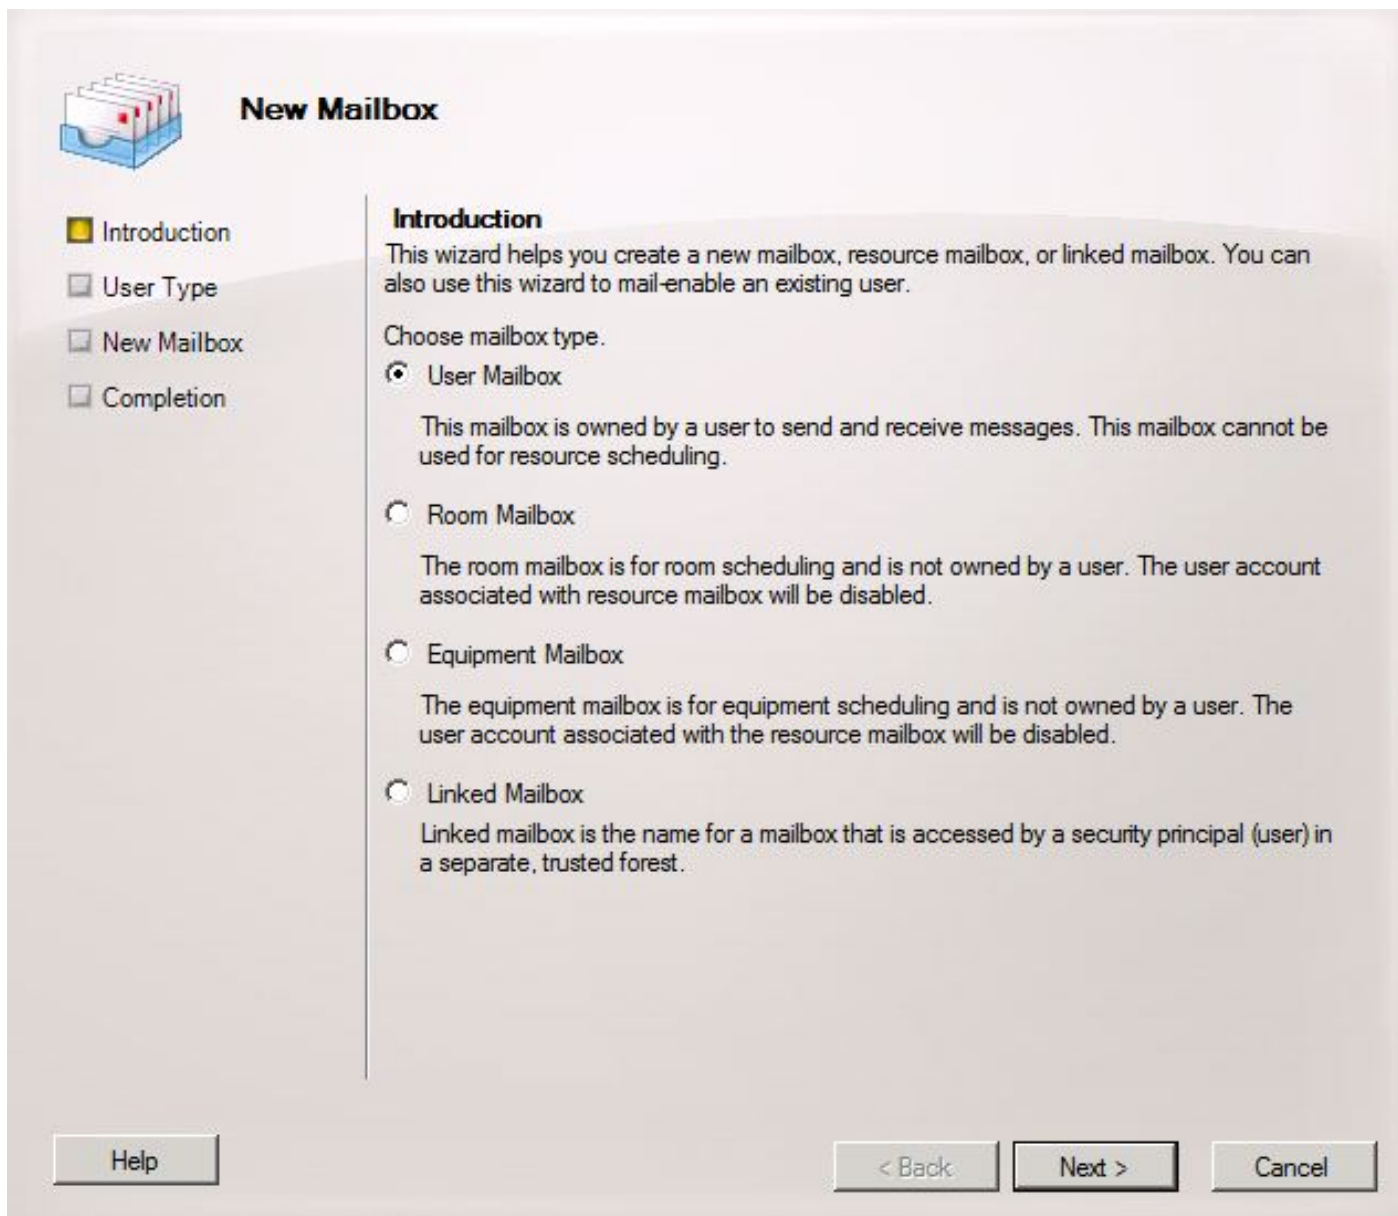 New Mailbox
Introduction
User Type
New Mailbox
Completion
Introduction
This wizard helps you create a new mailbox, resource mailbox, or linked mailbox. You can
also use this wizard to mail-enable an existing user.
Choose mailbox type.
User Mailbox
This mailbox is owned by a user to send and receive messages. This mailbox cannot be
used for resource scheduling.
Room Mailbox
The room mailbox is for room scheduling and is not owned by a user. The user account
associated with resource mailbox will be disabled.
Equipment Mailbox
The equipment mailbox is for equipment scheduling and is not owned by a user. The
user account associated with the resource mailbox will be disabled.
Linked Mailbox
Linked mailbox is the name for a mailbox that is accessed by a security principal (user) in
a separate, trusted forest.
Help
< Back
Next >
Cancel